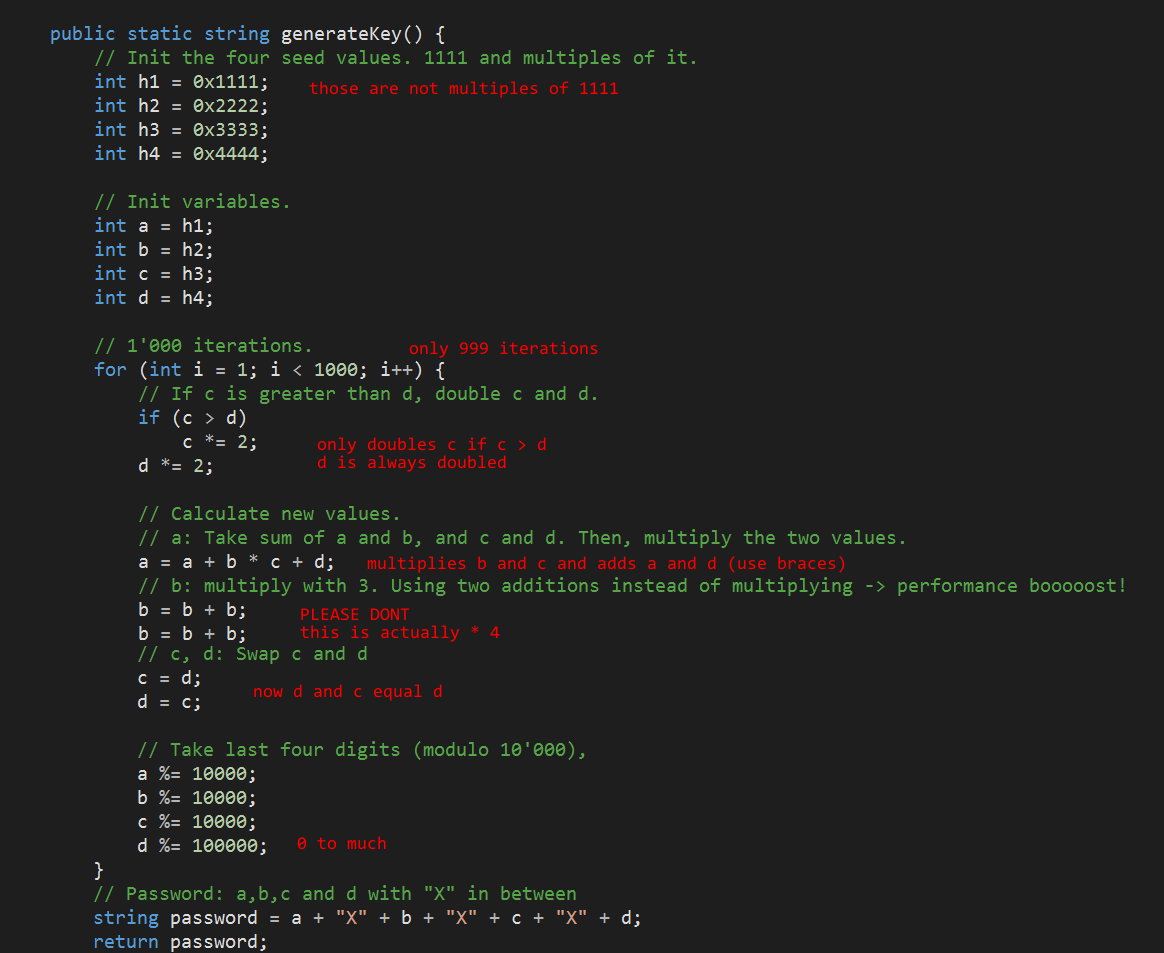 public static string generateKey() {
// Init the four seed values. 1111 and multiples of it.
int h1 = 0x1111; those are not multiples of 1111
int h2 = 0x2222;
int h3 = 0x3333;
int h4 = 0x4444;
// Init variables.
int a = h1;
int b = h2;
int c = h3;
int d = h4;
// 1'000 iterations. only 999 iterations
for (int i = 1; i < 1000; i++) {
// If c is greater than d, double c and d.
if (c > d)
c *= 2; only doubles c if c > d
d *= 2; d is always doubled
// Calculate new values.
// a: Take sum of a and b, and c and d. Then, multiply the two values.
a = a + b * c + d; multiplies b and c and adds a and d (use braces)
// b: multiply with 3. Using two additions instead of multiplying -> performance booooost!
b = b + b; PLEASE DONT
b = b + b; this is actually * 4
// c, d: Swap c and d
c = d; now d and c equal d
d = c;
// Take last four digits (modulo 10'000),
a %= 10000;
b %= 10000;
c %= 10000;
d %= 100000; 0 to much
}
// Password: a,b,c and d with "X" in between
string password = a + "X" + b + "X" + c + "X" + d;
return password;